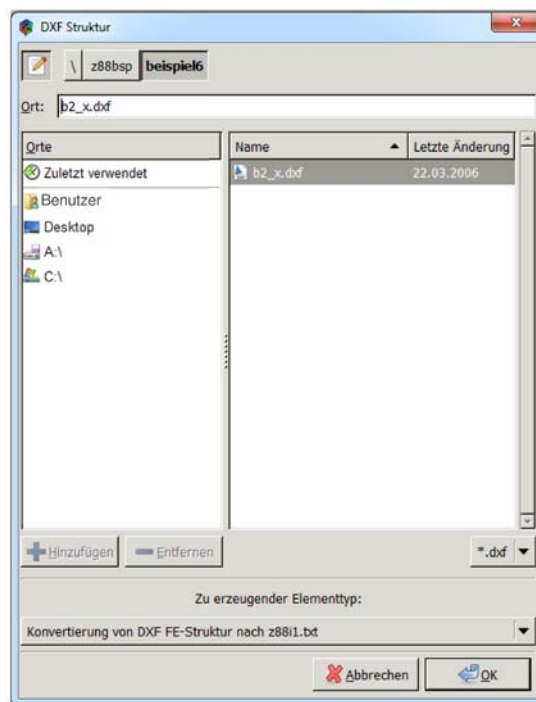 DXF Struktur
\ z88bsp beispiel6
Ort: b2_x.dxf
Orte
Name Letzte Änderung
Zuletzt verwendet
b2_x.dxf 22.03.2006
Benutzer
Desktop
A:\
C:\
Hinzufügen Entfernen *.dxf
Zu erzeugender Elementtyp:
Konvertierung von DXF FE-Struktur nach z88i1.txt
Abbrechen OK